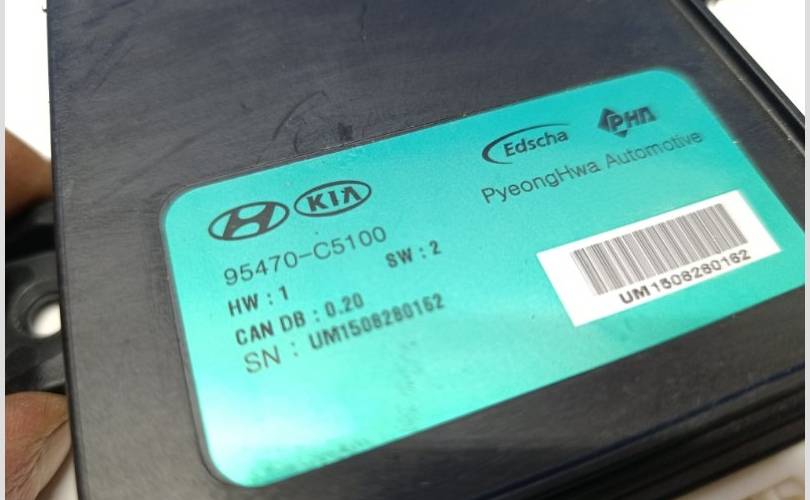 KIA
95470-C5100
HW : 1
SW : 2
CAN DB : 0.20
SN : UM1508280162
Edscha
PHA
PyeongHwa Automotive
UM1508280162